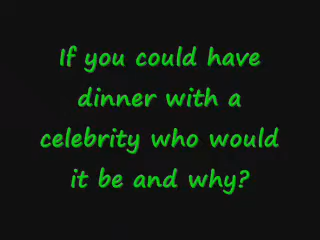 If you could have
dinner with a
celebrity who would
it be and why?